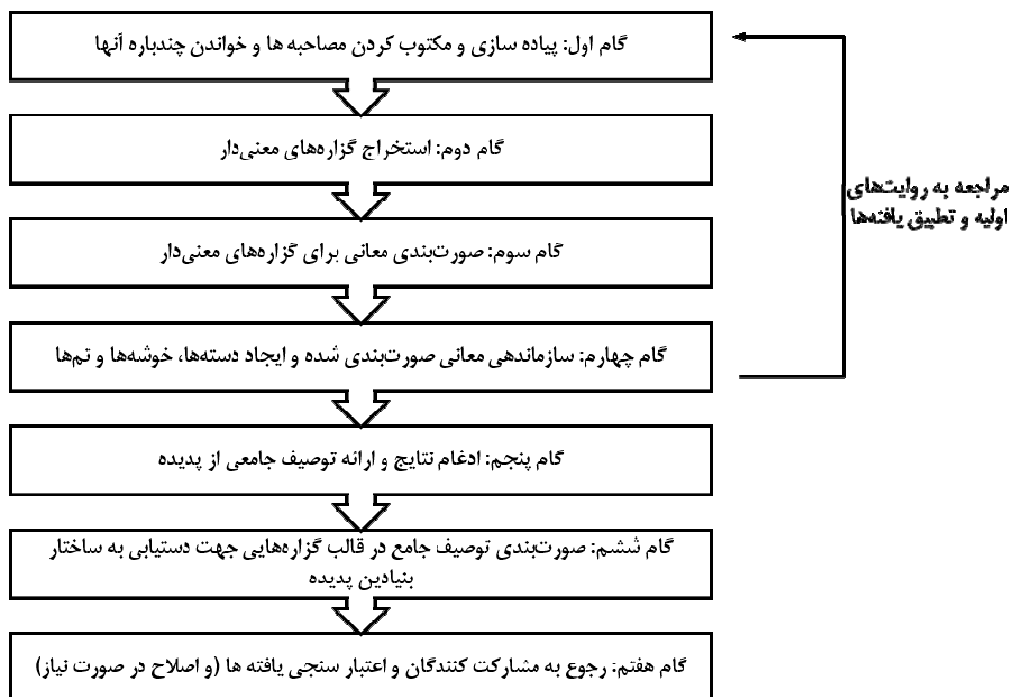 گام اول: پیاده سازی و مکتوب کردن مصاحبه ها و خواندن چندباره آنها
گام دوم: استخراج گزاره‌های معنی‌دار
گام سوم: صورت‌بندی معانی برای گزاره‌های معنی‌دار
گام چهارم: سازماندهی معانی صورت‌بندی شده و ایجاد دسته‌ها، خوشه‌ها و تم‌ها
گام پنجم: ادغام نتایج و ارائه توصیف جامعی از پدیده
گام ششم: صورت‌بندی توصیف جامع در قالب گزاره‌هایی جهت دستیابی به ساختار
بنیادین پدیده
گام هفتم: رجوع به مشارکت کنندگان و اعتبار سنجی یافته ها (و اصلاح در صورت نیاز)
مراجعه به روایت‌های
اولیه و تطبیق یافته‌ها